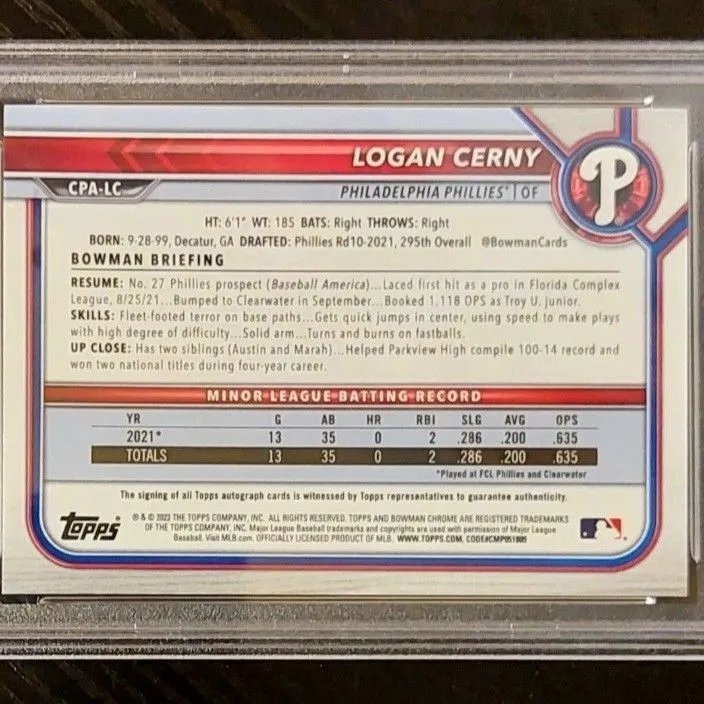 LOGAN CERNY
P
CPA-LC
PHILADELPHIA PHILLIES® | OF
HT: 6'1" WT: 185 BATS: Right THROWS: Right
BORN: 9-28-99, Decatur, GA DRAFTED: Phillies Rd10-2021, 295th Overall @BowmanCards
BOWMAN BRIEFING
RESUME: No. 27 Phillies prospect (Baseball America)...Laced first hit as a pro in Florida Complex
League, 8/25/21...Bumped to Clearwater in September...Booked 1.118 OPS as Troy U. junior.
SKILLS: Fleet-footed terror on base paths...Gets quick jumps in center, using speed to make plays
with high degree of difficulty...Solid arm...Turns and burns on fastballs.
UP CLOSE: Has two siblings (Austin and Marah)...Helped Parkview High compile 100-14 record and
won two national titles during four-year career.
MINOR LEAGUE BATTING RECORD
YR G AB HR RBI SLG AVG OPS
2021* 13 35 0 2 .286 .200 .635
TOTALS 13 35 0 2 .286 .200 .635
*Played at FCL Phillies and Clearwater
The signing of all Topps autograph cards is witnessed by Topps representatives to guarantee authenticity.
topps
® & © 2022 THE TOPPS COMPANY, INC. ALL RIGHTS RESERVED. TOPPS AND BOWMAN CHROME ARE REGISTERED TRADEMARKS
OF THE TOPPS COMPANY, INC. Major League Baseball trademarks and copyrights are used with permission of Major League
Baseball. Visit MLB.com. OFFICIALLY LICENSED PRODUCT OF MLB. WWW.TOPPS.COM. CODE#CMP051809